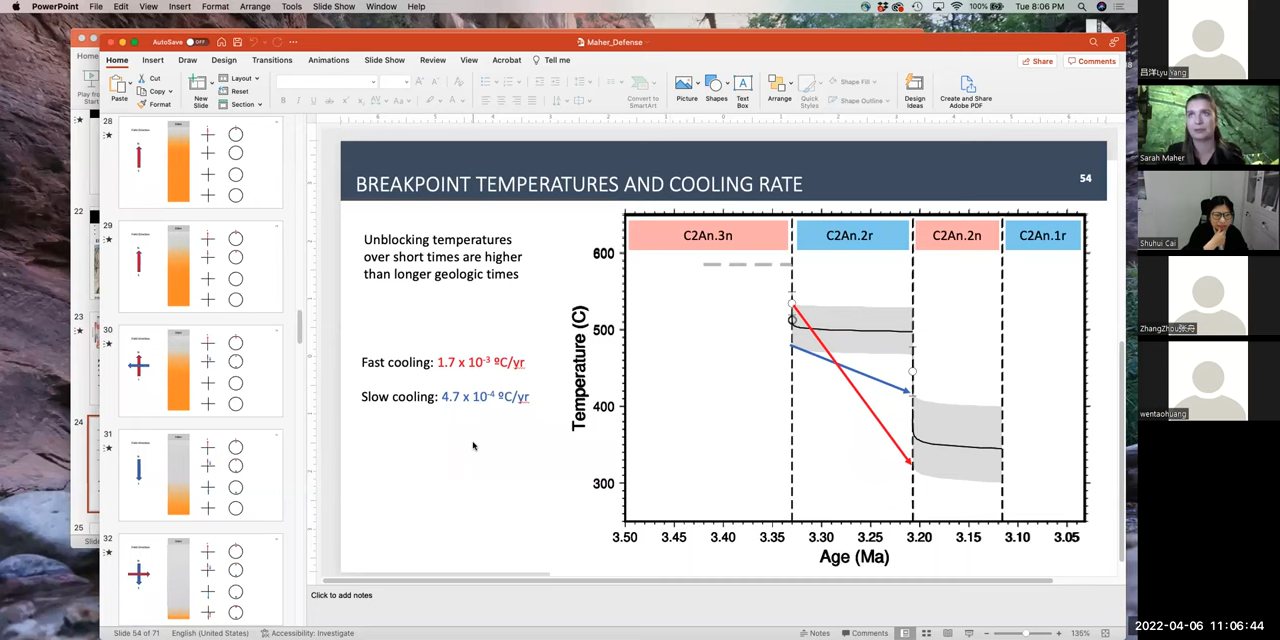 PowerPoint File Edit View Insert Format Arrange Tools Slide Show Window Help
100% Tue 8:06 PM
AutoSave OFF
Maher_Defense
Home Insert Draw Design Transitions Animations Slide Show Review View Acrobat Tell me
Share Comments
Paste
Cut
Copy
Format
New Slide
Layout
Reset
Section
Convert to SmartArt
Picture
Shapes
Text Box
Arrange
Quick Styles
Shape Fill
Shape Outline
Design Ideas
Create and Share Adobe PDF
Home
22
23
24
25
28
29
30
31
32
BREAKPOINT TEMPERATURES AND COOLING RATE
54
Unblocking temperatures
over short times are higher
than longer geologic times
Fast cooling: 1.7 x 10⁻³ ºC/yr
Slow cooling: 4.7 x 10⁻⁴ ºC/yr
C2An.3n
C2An.2r
C2An.2n
C2An.1r
600
500
400
300
Temperature (C)
3.50 3.45 3.40 3.35 3.30 3.25 3.20 3.15 3.10 3.05
Age (Ma)
Click to add notes
Slide 54 of 71 English (United States) Accessibility: Investigate
Notes Comments 135%
吕洋Lyu Yang
Sarah Maher
Shuhui Cai
wentaohuang
2022-04-06 11:06:44